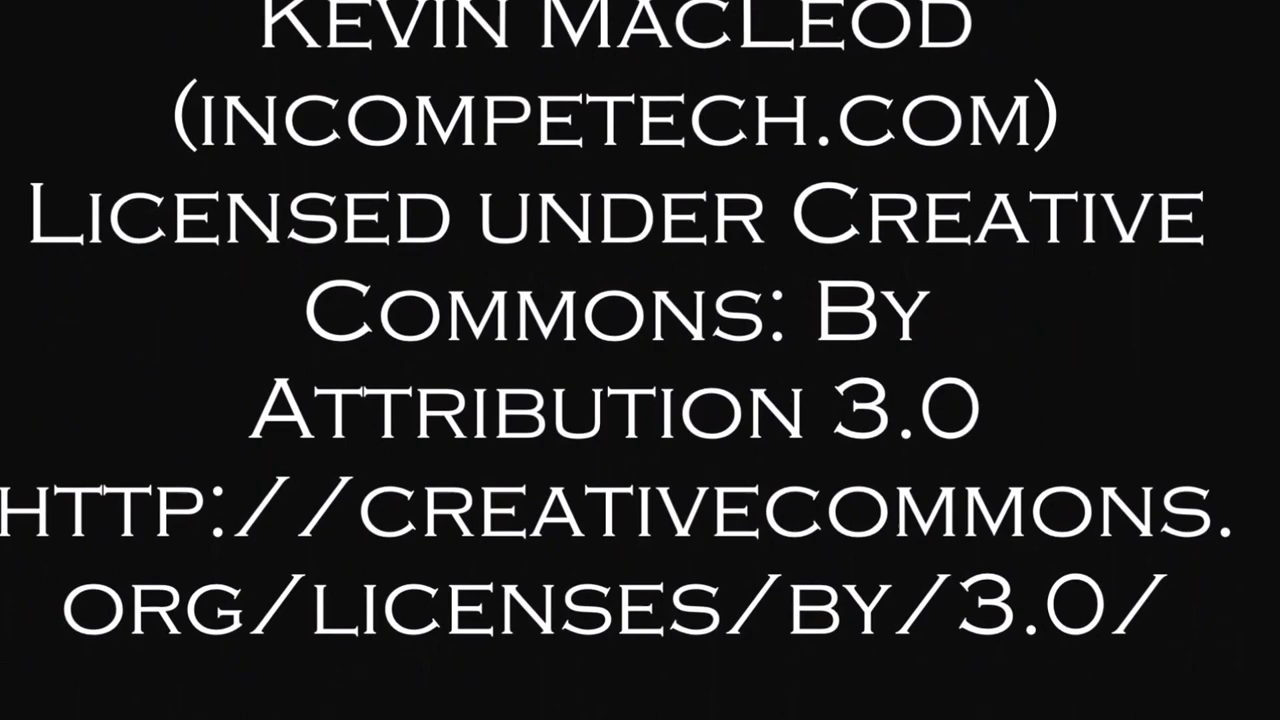 Kevin MacLeod
(incompetech.com)
Licensed under Creative
Commons: By
Attribution 3.0
http://creativecommons.
org/licenses/by/3.0/